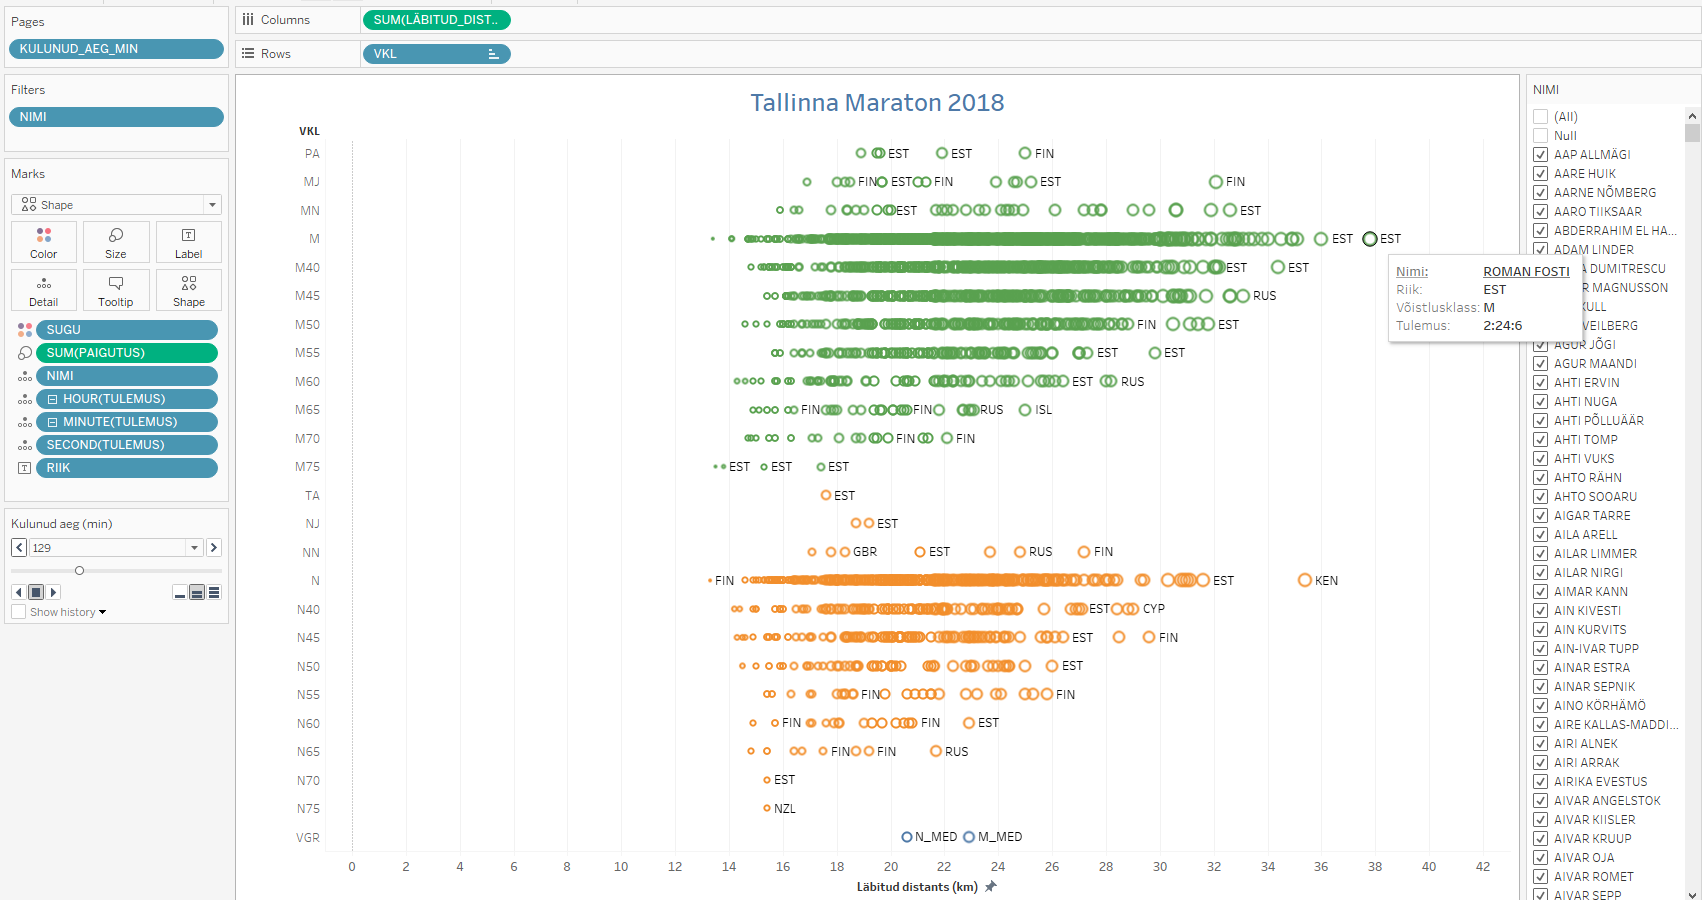 Pages
KULUNUD_AEG_MIN
Filters
NIMI
Marks
Shape
Color
Size
Label
Detail
Tooltip
Shape
SUGU
SUM(PAIGUTUS)
NIMI
HOUR(TULEMUS)
MINUTE(TULEMUS)
SECOND(TULEMUS)
RIIK
Kulunud aeg (min)
129
Show history
Columns
SUM(LÄBITUD_DIST..
Rows
VKL
Tallinna Maraton 2018
VKL
PA EST EST FIN
MJ FIN EST FIN EST FIN
MN EST EST
M EST EST
M40 EST EST
M45 RUS
M50 FIN EST
M55 EST EST
M60 EST RUS
M65 FIN FIN RUS ISL
M70 FIN FIN
M75 EST EST EST
TA EST
NJ EST
NN GBR EST RUS FIN
N FIN EST KEN
N40 EST CYP
N45 EST FIN
N50 EST
N55 FIN FIN
N60 FIN FIN EST
N65 FIN FIN RUS
N70 EST
N75 NZL
VGR N_MED M_MED
0 2 4 6 8 10 12 14 16 18 20 22 24 26 28 30 32 34 36 38 40 42
Läbitud distants (km)
Nimi: ROMAN FOSTI
Riik: EST
Võistlusklass: M
Tulemus: 2:24:6
NIMI
(All)
Null
AAP ALLMÄGI
AARE HUIK
AARNE NÕMBERG
AARO TIIKSAAR
ABDERRAHIM EL HA...
ADAM LINDER
DUMITRESCU
MAGNUSSON
KULL
VEILBERG
AGUR JÕGI
AGUR MAANDI
AHTI ERVIN
AHTI NUGA
AHTI PÕLLUÄÄR
AHTI TOMP
AHTI VUKS
AHTO RÄHN
AHTO SOOARU
AIGAR TARRE
AILA ARELL
AILAR LIMMER
AILAR NIRGI
AIMAR KANN
AIN KIVESTI
AIN KURVITS
AIN-IVAR TUPP
AINAR ESTRA
AINAR SEPNIK
AINO KÖRHÄMÖ
AIRE KALLAS-MADDI...
AIRI ALNEK
AIRI ARRAK
AIRIKA EVESTUS
AIVAR ANGELSTOK
AIVAR KIISLER
AIVAR KRUUP
AIVAR OJA
AIVAR ROMET
AIVAR SEPP